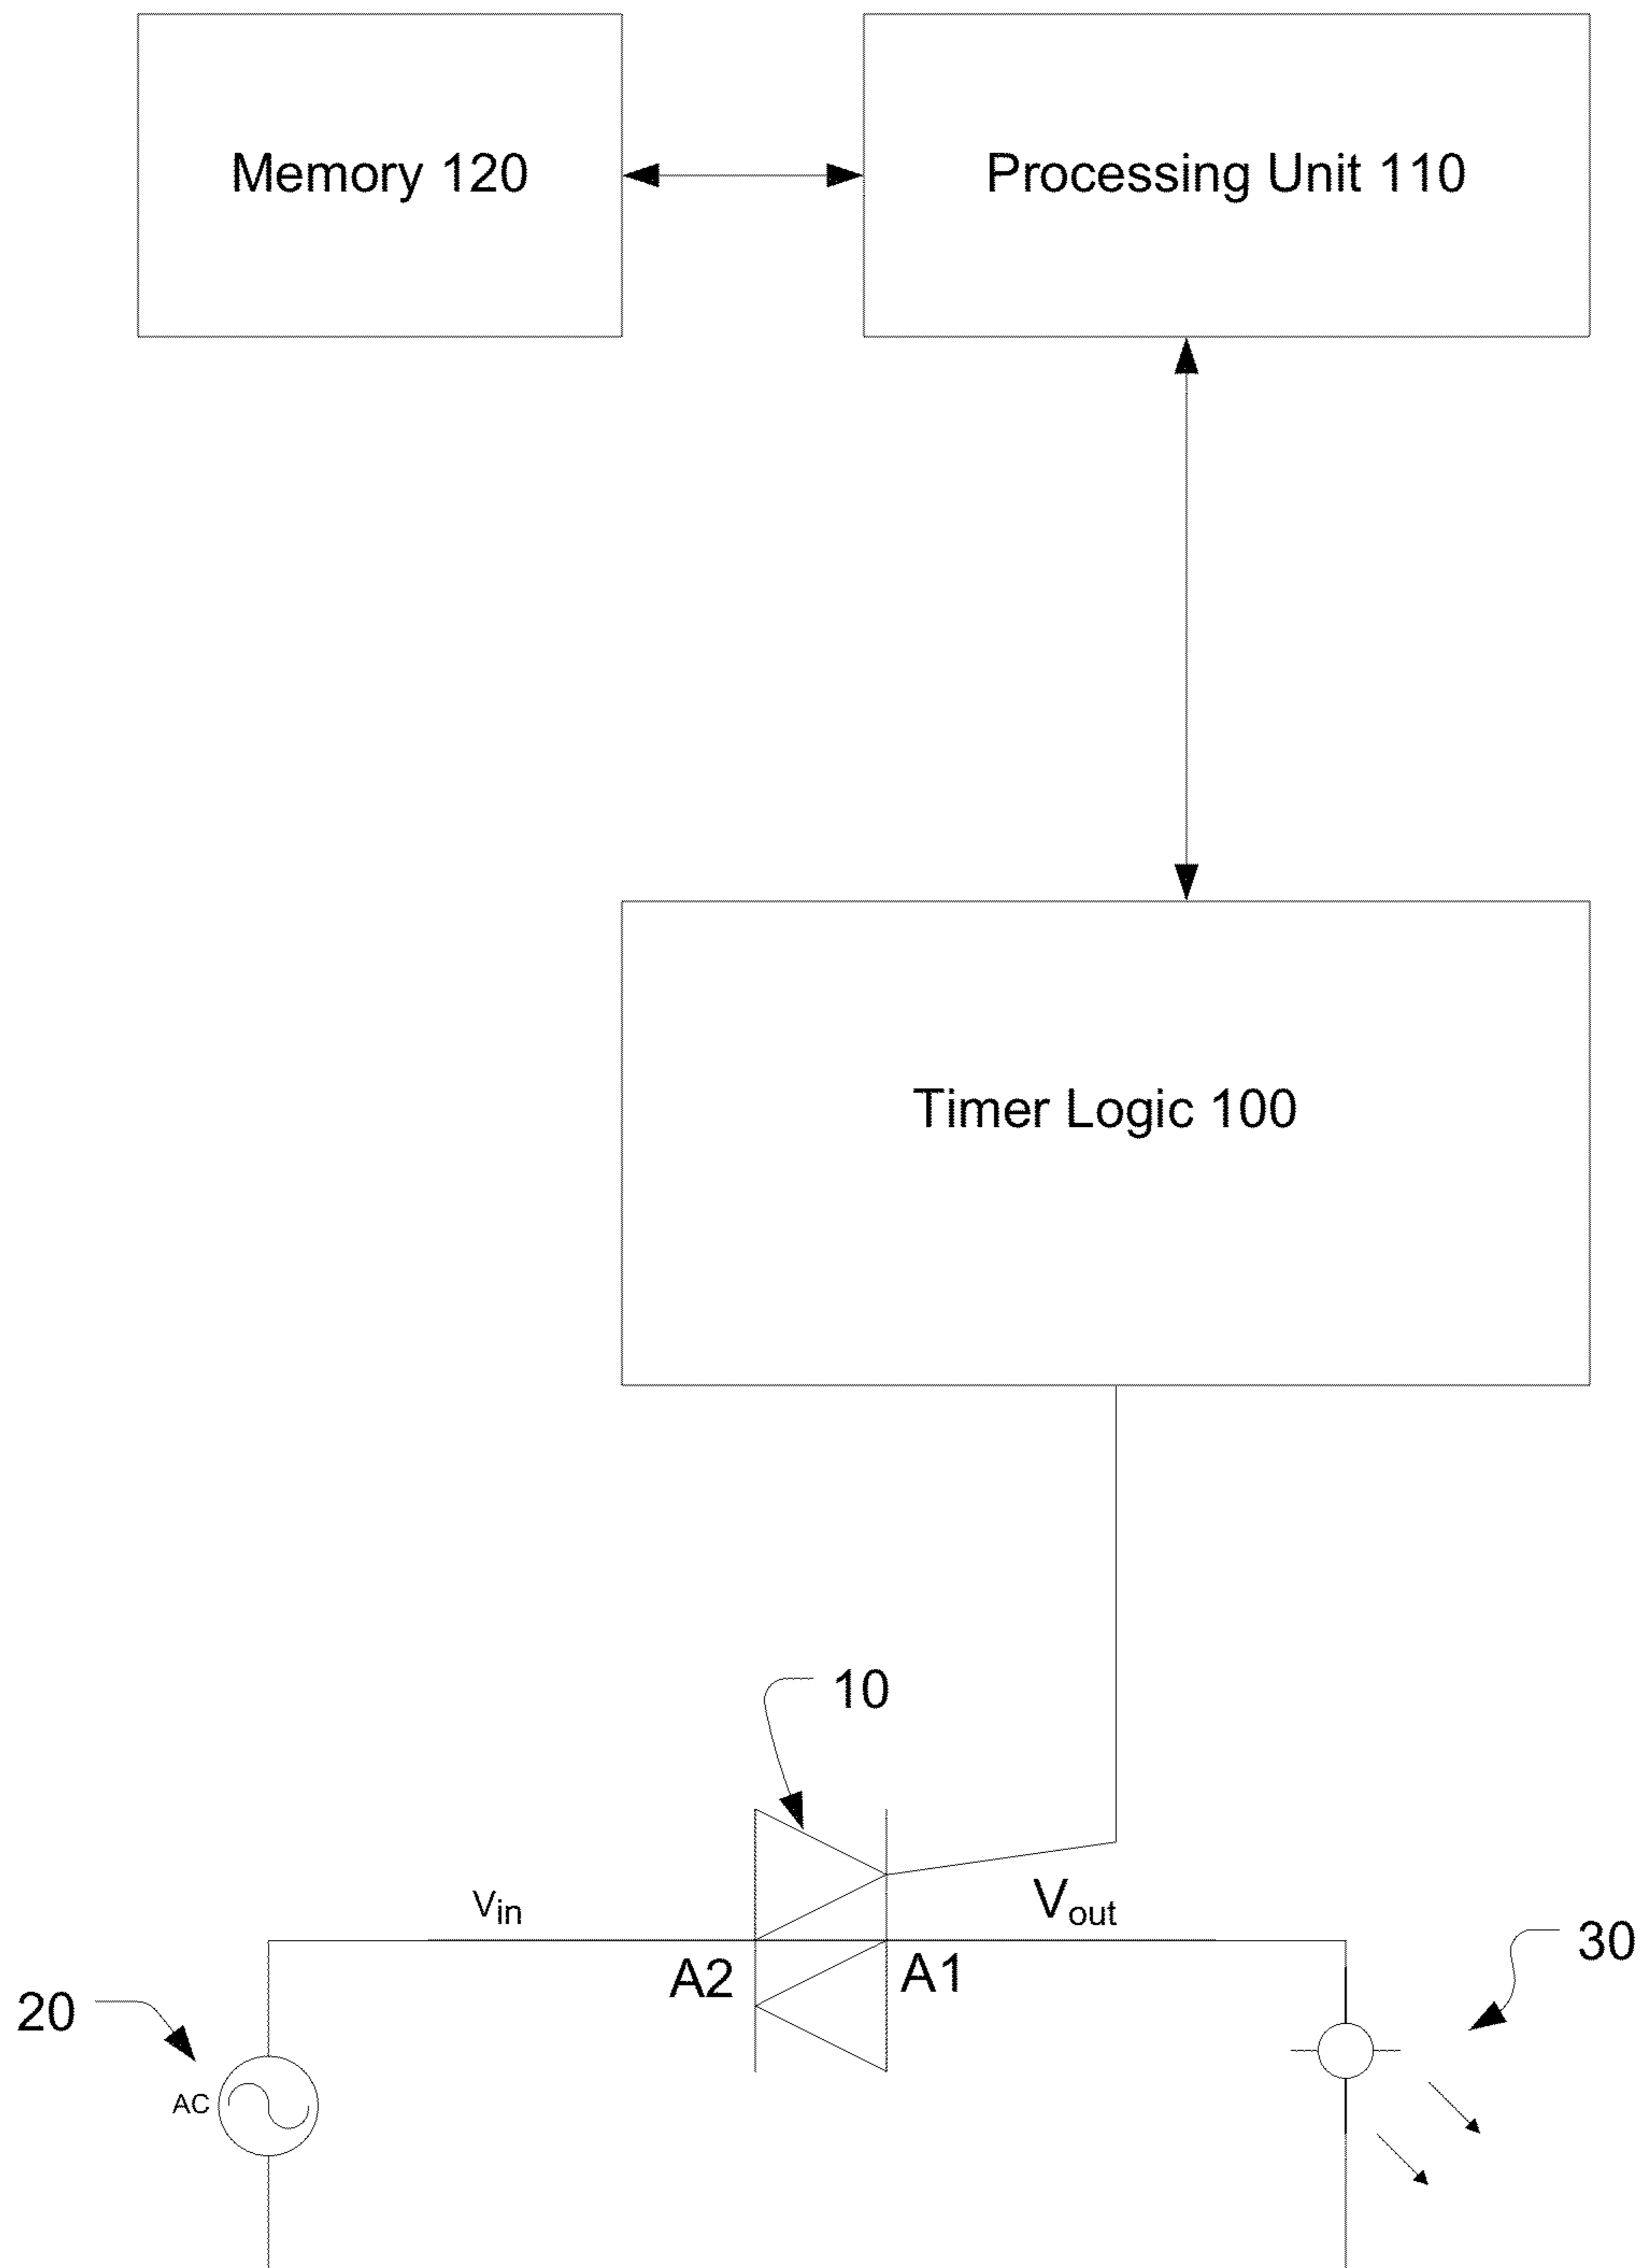 Memory 120
Processing Unit 110
Timer Logic 100
10
Vin
Vout
30
A2
A1
20
AC